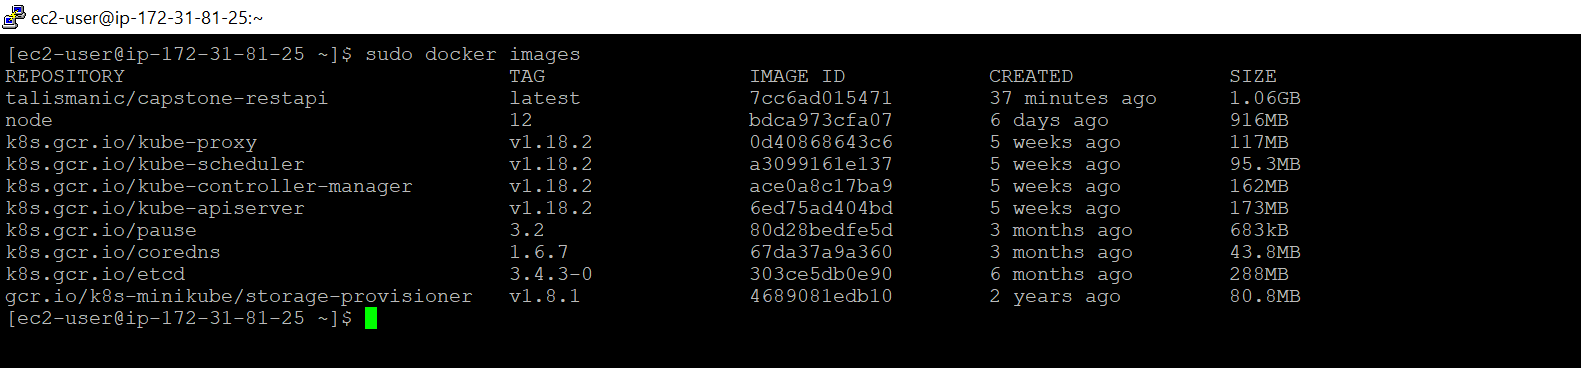 ec2-user@ip-172-31-81-25:~
[ec2-user@ip-172-31-81-25 ~]$ sudo docker images
REPOSITORY TAG IMAGE ID CREATED SIZE
talismanic/capstone-restapi latest 7cc6ad015471 37 minutes ago 1.06GB
node 12 bdca973cfa07 6 days ago 916MB
k8s.gcr.io/kube-proxy v1.18.2 0d40868643c6 5 weeks ago 117MB
k8s.gcr.io/kube-scheduler v1.18.2 a3099161e137 5 weeks ago 95.3MB
k8s.gcr.io/kube-controller-manager v1.18.2 ace0a8c17ba9 5 weeks ago 162MB
k8s.gcr.io/kube-apiserver v1.18.2 6ed75ad404bd 5 weeks ago 173MB
k8s.gcr.io/pause 3.2 80d28bedfe5d 3 months ago 683kB
k8s.gcr.io/coredns 1.6.7 67da37a9a360 3 months ago 43.8MB
k8s.gcr.io/etcd 3.4.3-0 303ce5db0e90 6 months ago 288MB
gcr.io/k8s-minikube/storage-provisioner v1.8.1 4689081edb10 2 years ago 80.8MB
[ec2-user@ip-172-31-81-25 ~]$